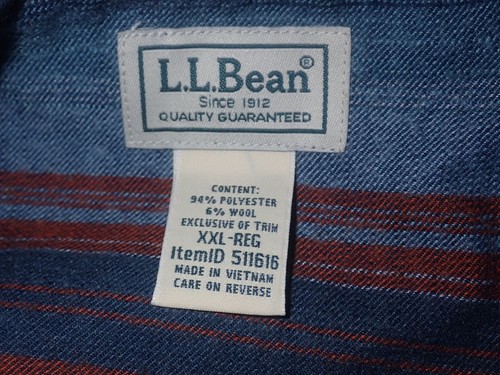 L.L.Bean®
Since 1912
QUALITY GUARANTEED
CONTENT:
94% POLYESTER
6% WOOL
EXCLUSIVE OF TRIM
XXL-REG
ItemID 511616
MADE IN VIETNAM
CARE ON REVERSE